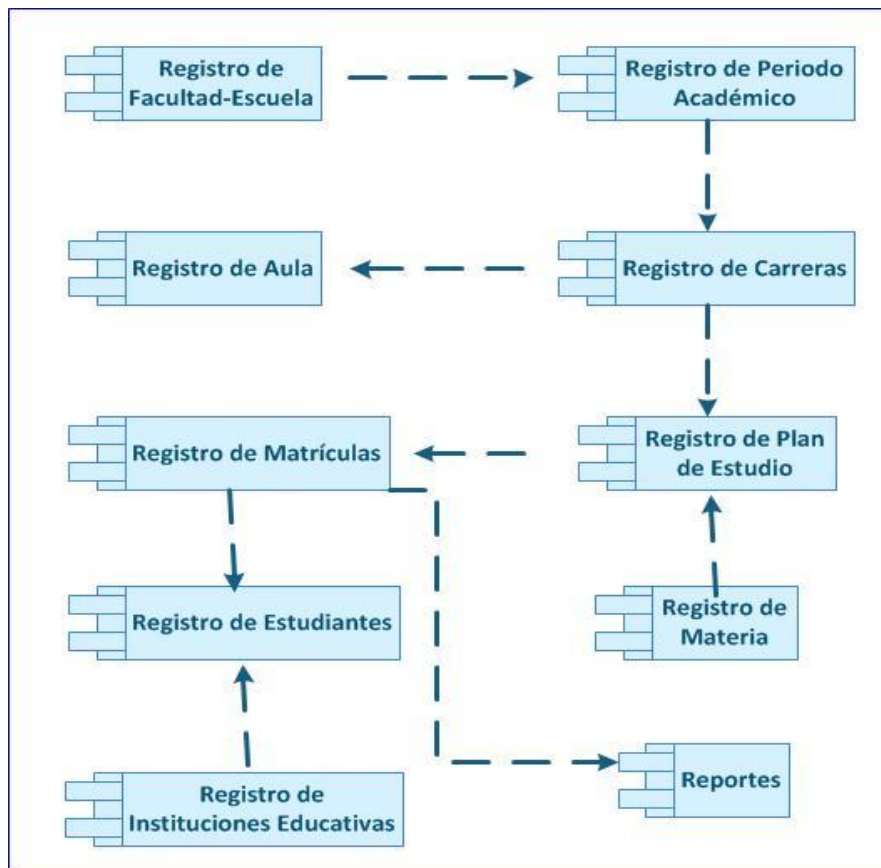 Registro de
Facultad-Escuela
Registro de Periodo
Académico
Registro de Aula
Registro de Carreras
Registro de Matrículas
Registro de Plan
de Estudio
Registro de Estudiantes
Registro de
Materia
Registro de
Instituciones Educativas
Reportes